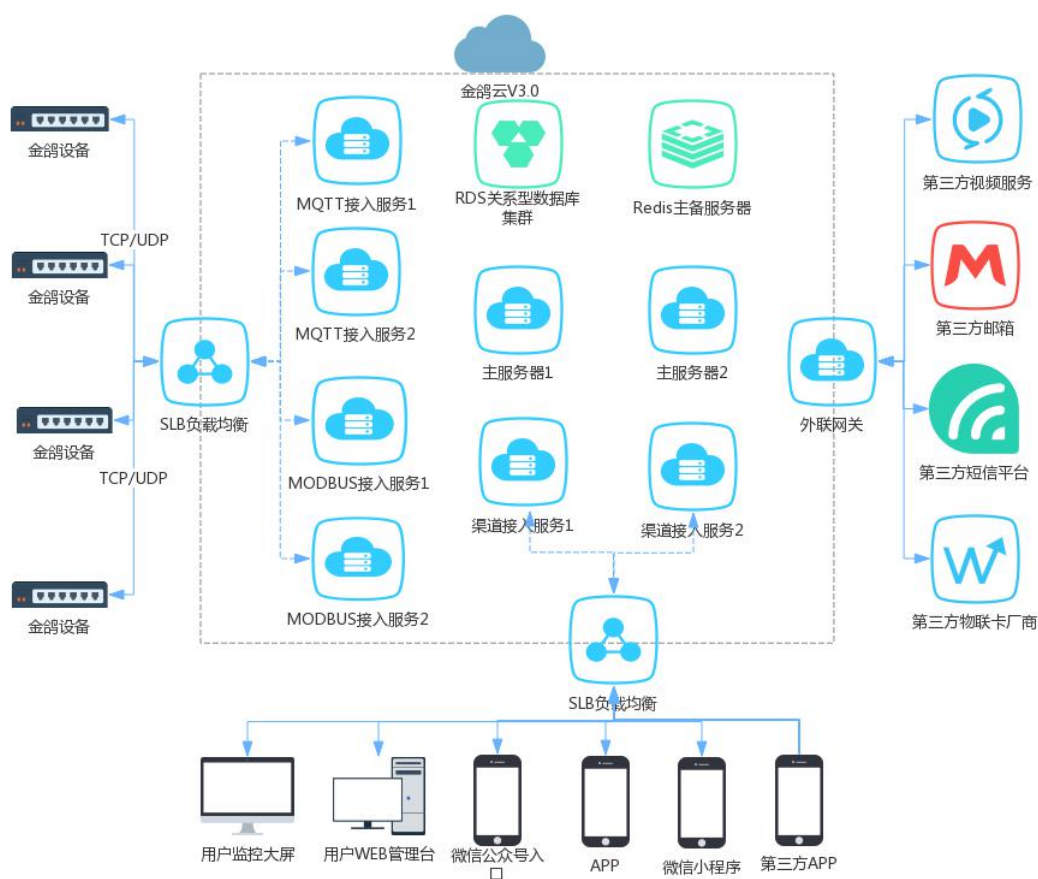 金鸽云V3.0
金鸽设备
MQTT接入服务1
RDS关系型数据库
集群
Redis主备服务器
第三方视频服务
TCP/UDP
金鸽设备
MQTT接入服务2
主服务器1
主服务器2
第三方邮箱
SLB负载均衡
外联网关
金鸽设备
TCP/UDP
MODBUS接入服务1
渠道接入服务1
渠道接入服务2
第三方短信平台
金鸽设备
MODBUS接入服务2
第三方物联卡厂商
SLB负载均衡
用户监控大屏
用户WEB管理台
微信公众号入
口
APP
微信小程序
第三方APP